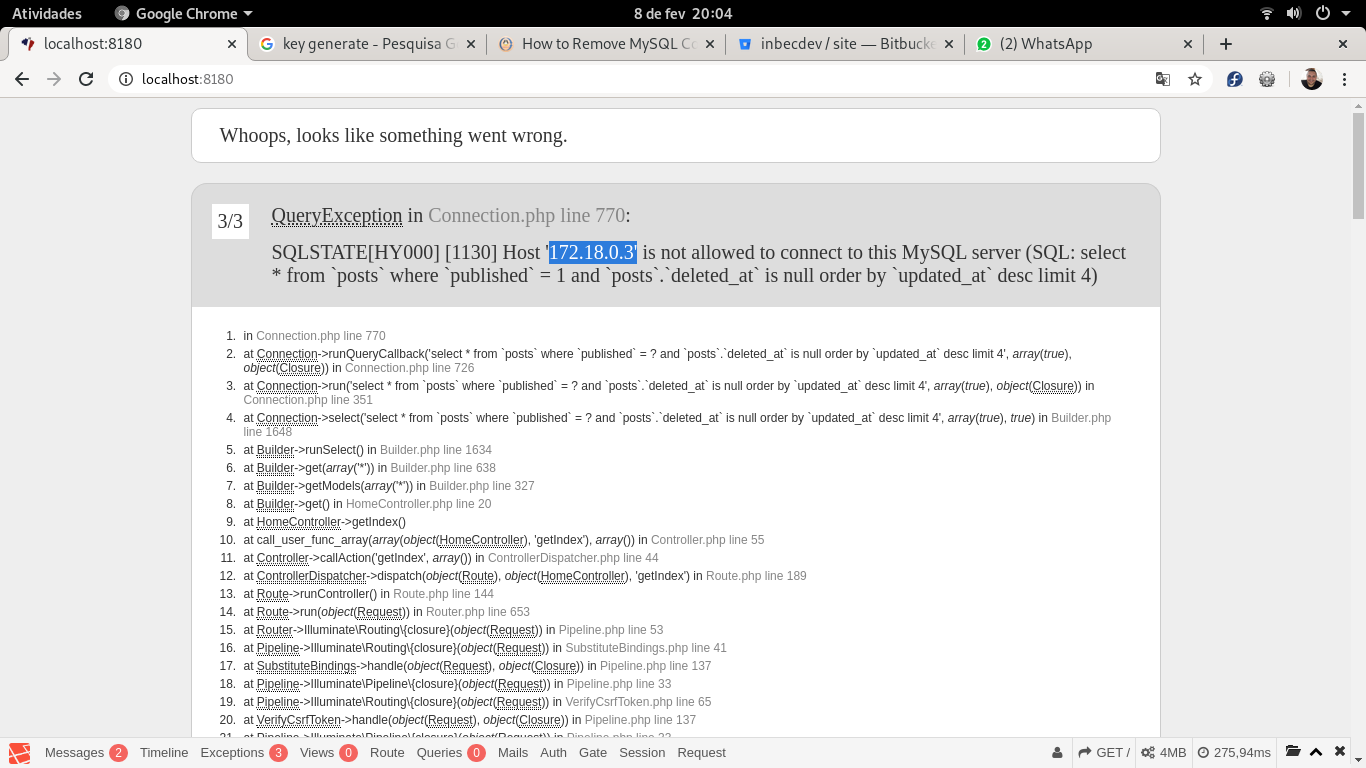 Atividades
Google Chrome
8 de fev 20:04
localhost:8180
key generate - Pesquisa G
How to Remove MySQL Co
inbecdev / site — Bitbucke
2
(2) WhatsApp
localhost:8180
Whoops, looks like something went wrong.
3/3
QueryException in Connection.php line 770:
SQLSTATE[HY000] [1130] Host '172.18.0.3' is not allowed to connect to this MySQL server (SQL: select
* from `posts` where `published` = 1 and `posts`.`deleted_at` is null order by `updated_at` desc limit 4)
1. in Connection.php line 770
2. at Connection->runQueryCallback('select * from `posts` where `published` = ? and `posts`.`deleted_at` is null order by `updated_at` desc limit 4', array(true),
object(Closure)) in Connection.php line 726
3. at Connection->run('select * from `posts` where `published` = ? and `posts`.`deleted_at` is null order by `updated_at` desc limit 4', array(true), object(Closure)) in
Connection.php line 351
4. at Connection->select('select * from `posts` where `published` = ? and `posts`.`deleted_at` is null order by `updated_at` desc limit 4', array(true), true) in Builder.php
line 1648
5. at Builder->runSelect() in Builder.php line 1634
6. at Builder->get(array('*')) in Builder.php line 638
7. at Builder->getModels(array('*')) in Builder.php line 327
8. at Builder->get() in HomeController.php line 20
9. at HomeController->getIndex()
10. at call_user_func_array(array(object(HomeController), 'getIndex'), array()) in Controller.php line 55
11. at Controller->callAction('getIndex', array()) in ControllerDispatcher.php line 44
12. at ControllerDispatcher->dispatch(object(Route), object(HomeController), 'getIndex') in Route.php line 189
13. at Route->runController() in Route.php line 144
14. at Route->run(object(Request)) in Router.php line 653
15. at Router->Illuminate\Routing\{closure}(object(Request)) in Pipeline.php line 53
16. at Pipeline->Illuminate\Routing\{closure}(object(Request)) in SubstituteBindings.php line 41
17. at SubstituteBindings->handle(object(Request), object(Closure)) in Pipeline.php line 137
18. at Pipeline->Illuminate\Pipeline\{closure}(object(Request)) in Pipeline.php line 33
19. at Pipeline->Illuminate\Routing\{closure}(object(Request)) in VerifyCsrfToken.php line 65
20. at VerifyCsrfToken->handle(object(Request), object(Closure)) in Pipeline.php line 137
Messages 2 Timeline Exceptions 3 Views 0 Route Queries 0 Mails Auth Gate Session Request GET / 4MB 275,94ms